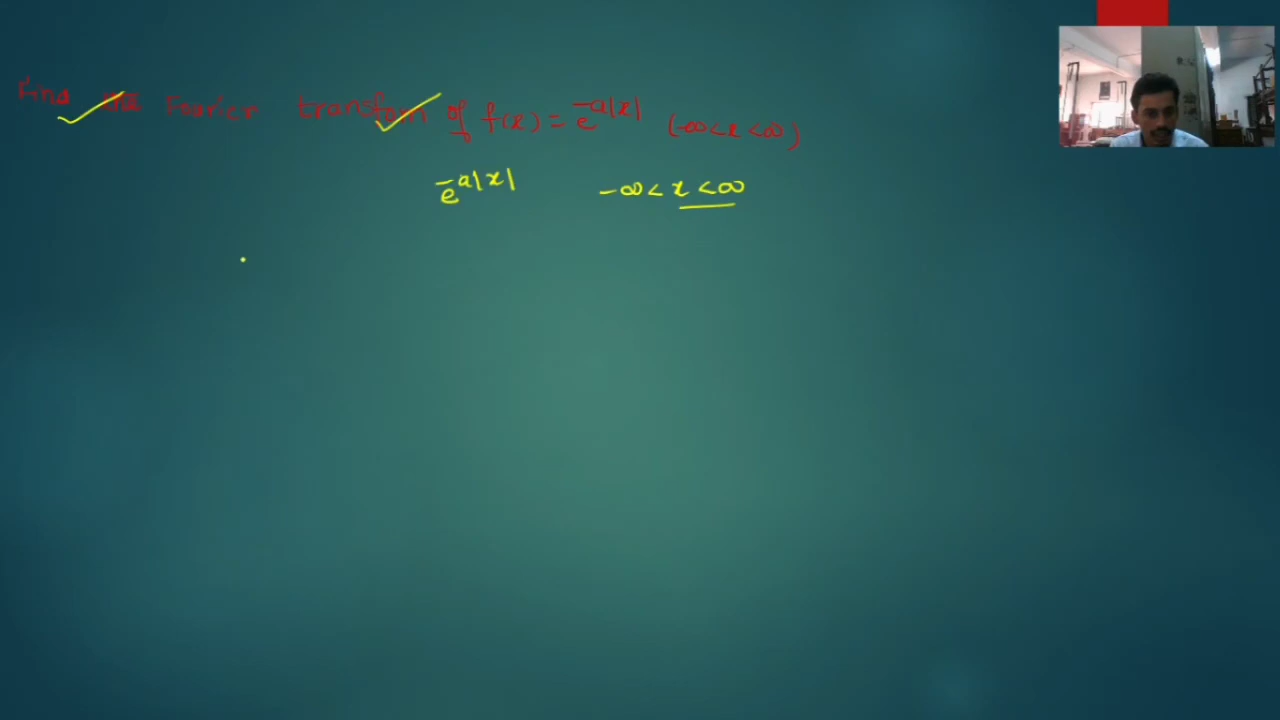 Find the Fourier transform of f(x) = e^{-a|x|} (-∞ < x < ∞)
e^{-a|x|} -∞ < x < ∞